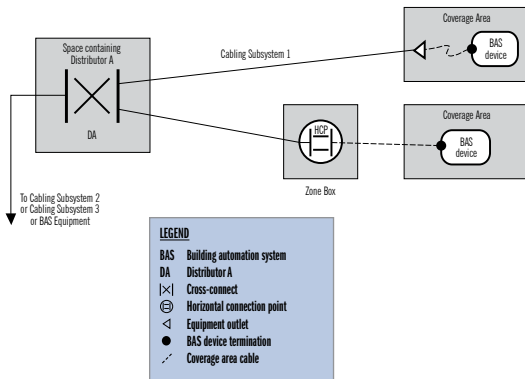 Space containing
Distributor A
DA
Cabling Subsystem 1
Coverage Area
BAS
device
HCP
Zone Box
Coverage Area
BAS
device
To Cabling Subsystem 2
or Cabling Subsystem 3
or BAS Equipment
LEGEND
BAS Building automation system
DA Distributor A
Cross-connect
Horizontal connection point
Equipment outlet
BAS device termination
Coverage area cable